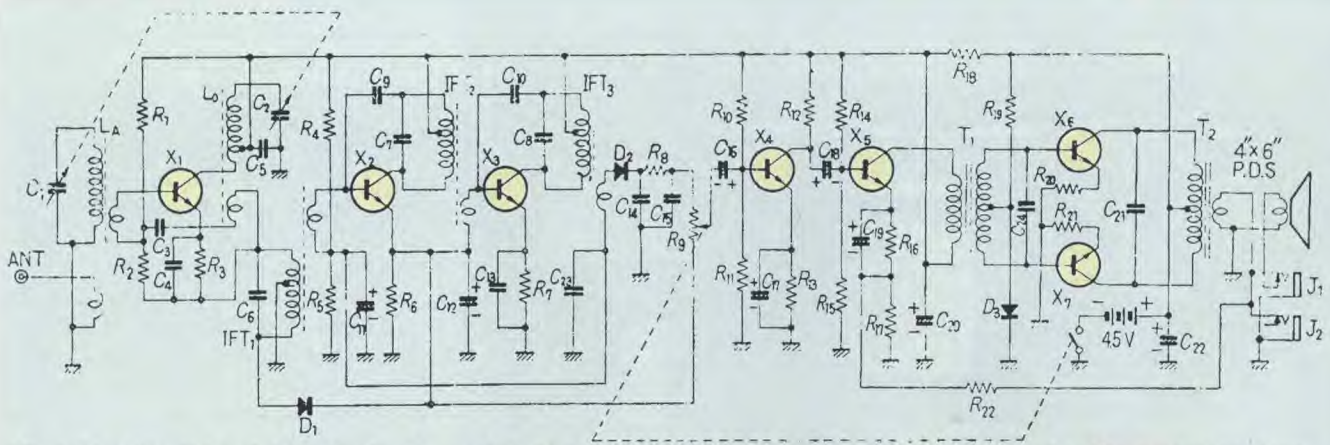 ANT
C1
LA
R1
R2
C3
C4
R3
X1
L0
C2
C5
C6
IFT1
D1
R4
C9
C7
IFT2
X2
R5
C11
+
-
R6
C10
C8
IFT3
X3
C12
+
-
C13
R7
C23
D2
R8
C14
C15
R9
C16
- +
R10
R11
X4
C17
+
-
R13
R12
C18
+ -
R14
R15
X5
C19
+
-
R16
R17
C20
+
-
R18
T1
R19
C24
D3
R20
R21
X6
X7
C21
T2
- +
4.5V
C22
+
-
R22
4"×6"
P.D.S
J1
J2